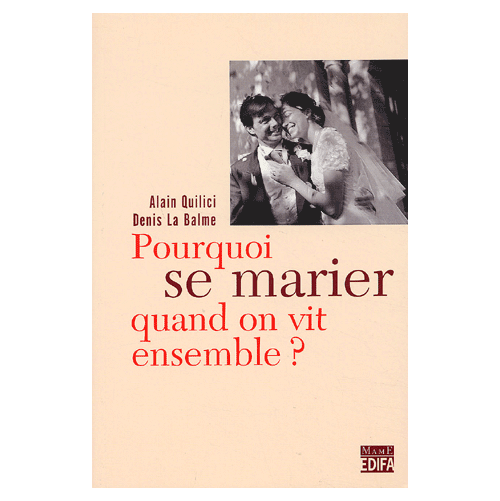 Alain Quilici
Denis La Balme
Pourquoi
se marier
quand on vit
ensemble ?
MAME
EDIFA